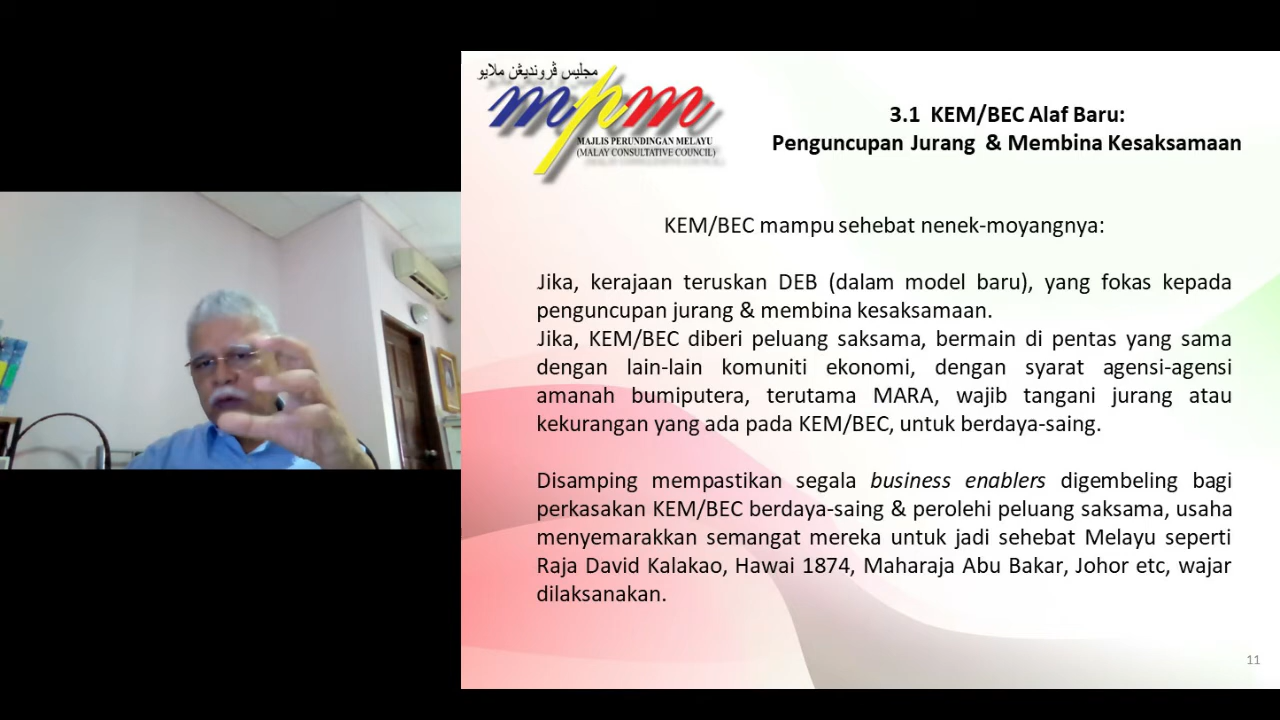 مجليس ڤرونديڠن ملايو
mpm
MAJLIS PERUNDINGAN MELAYU
(MALAY CONSULTATIVE COUNCIL)
3.1 KEM/BEC Alaf Baru:
Penguncupan Jurang & Membina Kesaksamaan
KEM/BEC mampu sehebat nenek-moyangnya:
Jika, kerajaan teruskan DEB (dalam model baru), yang fokas kepada
penguncupan jurang & membina kesaksamaan.
Jika, KEM/BEC diberi peluang saksama, bermain di pentas yang sama
dengan lain-lain komuniti ekonomi, dengan syarat agensi-agensi
amanah bumiputera, terutama MARA, wajib tangani jurang atau
kekurangan yang ada pada KEM/BEC, untuk berdaya-saing.
Disamping mempastikan segala business enablers digembeling bagi
perkasakan KEM/BEC berdaya-saing & perolehi peluang saksama, usaha
menyemarakkan semangat mereka untuk jadi sehebat Melayu seperti
Raja David Kalakao, Hawai 1874, Maharaja Abu Bakar, Johor etc, wajar
dilaksanakan.
11